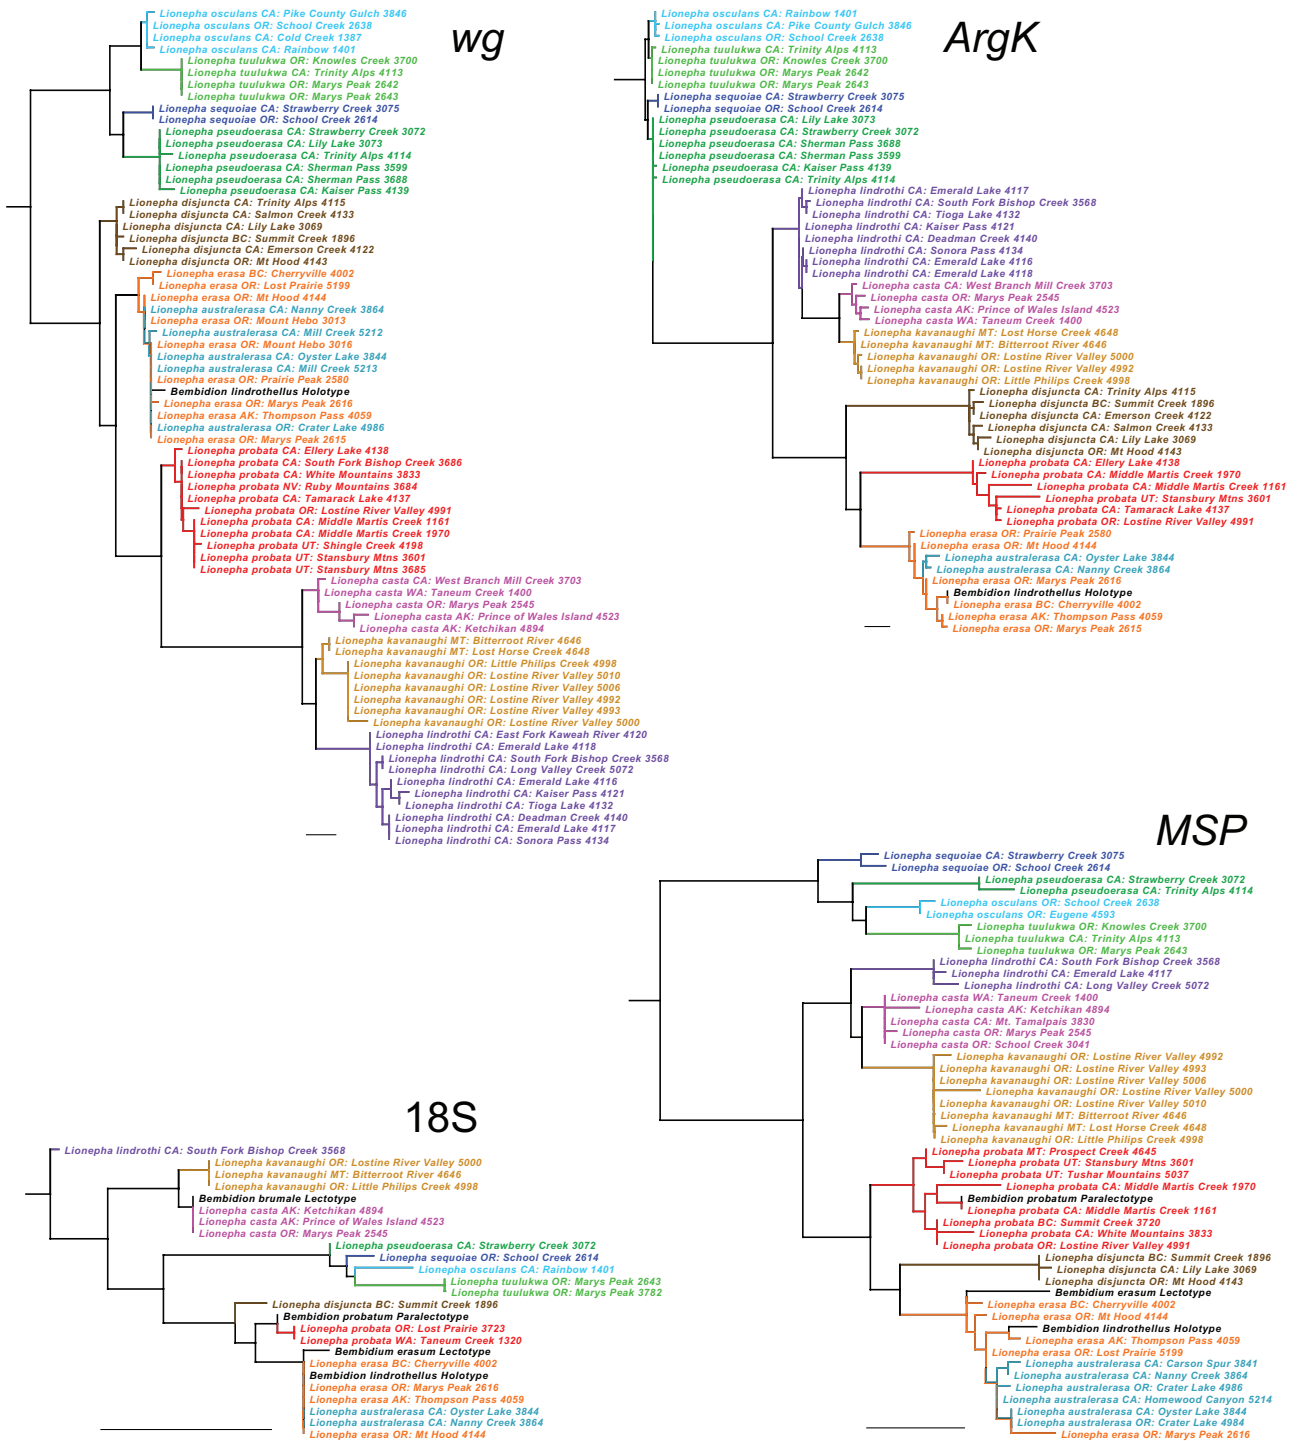 wg
Lionepha osculans CA: Pike County Gulch 3846
Lionepha osculans OR: School Creek 2638
Lionepha osculans CA: Cold Creek 1387
Lionepha osculans CA: Rainbow 1401
Lionepha tuulukwa OR: Knowles Creek 3700
Lionepha tuulukwa CA: Trinity Alps 4113
Lionepha tuulukwa OR: Marys Peak 2642
Lionepha tuulukwa OR: Marys Peak 2643
Lionepha sequoiae CA: Strawberry Creek 3075
Lionepha sequoiae OR: School Creek 2614
Lionepha pseudoerasa CA: Strawberry Creek 3072
Lionepha pseudoerasa CA: Lily Lake 3073
Lionepha pseudoerasa CA: Trinity Alps 4114
Lionepha pseudoerasa CA: Sherman Pass 3599
Lionepha pseudoerasa CA: Sherman Pass 3688
Lionepha pseudoerasa CA: Kaiser Pass 4139
Lionepha disjuncta CA: Trinity Alps 4115
Lionepha disjuncta CA: Salmon Creek 4133
Lionepha disjuncta CA: Lily Lake 3069
Lionepha disjuncta BC: Summit Creek 1896
Lionepha disjuncta CA: Emerson Creek 4122
Lionepha disjuncta OR: Mt Hood 4143
Lionepha erasa BC: Cherryville 4002
Lionepha erasa OR: Lost Prairie 5199
Lionepha erasa OR: Mt Hood 4144
Lionepha australerasa CA: Nanny Creek 3864
Lionepha erasa OR: Mount Hebo 3013
Lionepha australerasa CA: Mill Creek 5212
Lionepha erasa OR: Mount Hebo 3016
Lionepha australerasa CA: Oyster Lake 3844
Lionepha australerasa CA: Mill Creek 5213
Lionepha erasa OR: Prairie Peak 2580
Bembidion lindrothellus Holotype
Lionepha erasa OR: Marys Peak 2616
Lionepha erasa AK: Thompson Pass 4059
Lionepha australerasa OR: Crater Lake 4986
Lionepha erasa OR: Marys Peak 2615
Lionepha probata CA: Ellery Lake 4138
Lionepha probata CA: South Fork Bishop Creek 3686
Lionepha probata CA: White Mountains 3833
Lionepha probata NV: Ruby Mountains 3684
Lionepha probata CA: Tamarack Lake 4137
Lionepha probata OR: Lostine River Valley 4991
Lionepha probata CA: Middle Martis Creek 1161
Lionepha probata CA: Middle Martis Creek 1970
Lionepha probata UT: Shingle Creek 4198
Lionepha probata UT: Stansbury Mtns 3601
Lionepha probata UT: Stansbury Mtns 3685
Lionepha casta CA: West Branch Mill Creek 3703
Lionepha casta WA: Taneum Creek 1400
Lionepha casta OR: Marys Peak 2545
Lionepha casta AK: Prince of Wales Island 4523
Lionepha casta AK: Ketchikan 4894
Lionepha kavanaughi MT: Bitterroot River 4646
Lionepha kavanaughi MT: Lost Horse Creek 4648
Lionepha kavanaughi OR: Little Philips Creek 4998
Lionepha kavanaughi OR: Lostine River Valley 5010
Lionepha kavanaughi OR: Lostine River Valley 5006
Lionepha kavanaughi OR: Lostine River Valley 4992
Lionepha kavanaughi OR: Lostine River Valley 4993
Lionepha kavanaughi OR: Lostine River Valley 5000
Lionepha lindrothi CA: East Fork Kaweah River 4120
Lionepha lindrothi CA: Emerald Lake 4118
Lionepha lindrothi CA: South Fork Bishop Creek 3568
Lionepha lindrothi CA: Long Valley Creek 5072
Lionepha lindrothi CA: Emerald Lake 4116
Lionepha lindrothi CA: Kaiser Pass 4121
Lionepha lindrothi CA: Tioga Lake 4132
Lionepha lindrothi CA: Deadman Creek 4140
Lionepha lindrothi CA: Emerald Lake 4117
Lionepha lindrothi CA: Sonora Pass 4134
ArgK
Lionepha osculans CA: Rainbow 1401
Lionepha osculans CA: Pike County Gulch 3846
Lionepha osculans OR: School Creek 2638
Lionepha tuulukwa CA: Trinity Alps 4113
Lionepha tuulukwa OR: Knowles Creek 3700
Lionepha tuulukwa OR: Marys Peak 2642
Lionepha tuulukwa OR: Marys Peak 2643
Lionepha sequoiae CA: Strawberry Creek 3075
Lionepha sequoiae OR: School Creek 2614
Lionepha pseudoerasa CA: Lily Lake 3073
Lionepha pseudoerasa CA: Strawberry Creek 3072
Lionepha pseudoerasa CA: Sherman Pass 3688
Lionepha pseudoerasa CA: Sherman Pass 3599
Lionepha pseudoerasa CA: Kaiser Pass 4139
Lionepha pseudoerasa CA: Trinity Alps 4114
Lionepha lindrothi CA: Emerald Lake 4117
Lionepha lindrothi CA: South Fork Bishop Creek 3568
Lionepha lindrothi CA: Tioga Lake 4132
Lionepha lindrothi CA: Kaiser Pass 4121
Lionepha lindrothi CA: Deadman Creek 4140
Lionepha lindrothi CA: Sonora Pass 4134
Lionepha lindrothi CA: Emerald Lake 4116
Lionepha lindrothi CA: Emerald Lake 4118
Lionepha casta CA: West Branch Mill Creek 3703
Lionepha casta OR: Marys Peak 2545
Lionepha casta AK: Prince of Wales Island 4523
Lionepha casta WA: Taneum Creek 1400
Lionepha kavanaughi MT: Lost Horse Creek 4648
Lionepha kavanaughi MT: Bitterroot River 4646
Lionepha kavanaughi OR: Lostine River Valley 5000
Lionepha kavanaughi OR: Lostine River Valley 4992
Lionepha kavanaughi OR: Little Philips Creek 4998
Lionepha disjuncta CA: Trinity Alps 4115
Lionepha disjuncta BC: Summit Creek 1896
Lionepha disjuncta CA: Emerson Creek 4122
Lionepha disjuncta CA: Salmon Creek 4133
Lionepha disjuncta CA: Lily Lake 3069
Lionepha disjuncta OR: Mt Hood 4143
Lionepha probata CA: Ellery Lake 4138
Lionepha probata CA: Middle Martis Creek 1970
Lionepha probata CA: Middle Martis Creek 1161
Lionepha probata UT: Stansbury Mtns 3601
Lionepha probata CA: Tamarack Lake 4137
Lionepha probata OR: Lostine River Valley 4991
Lionepha erasa OR: Prairie Peak 2580
Lionepha erasa OR: Mt Hood 4144
Lionepha australerasa CA: Oyster Lake 3844
Lionepha australerasa CA: Nanny Creek 3864
Lionepha erasa OR: Marys Peak 2616
Bembidion lindrothellus Holotype
Lionepha erasa BC: Cherryville 4002
Lionepha erasa AK: Thompson Pass 4059
Lionepha erasa OR: Marys Peak 2615
MSP
Lionepha sequoiae CA: Strawberry Creek 3075
Lionepha sequoiae OR: School Creek 2614
Lionepha pseudoerasa CA: Strawberry Creek 3072
Lionepha pseudoerasa CA: Trinity Alps 4114
Lionepha osculans OR: School Creek 2638
Lionepha osculans OR: Eugene 4593
Lionepha tuulukwa OR: Knowles Creek 3700
Lionepha tuulukwa CA: Trinity Alps 4113
Lionepha tuulukwa OR: Marys Peak 2643
Lionepha lindrothi CA: South Fork Bishop Creek 3568
Lionepha lindrothi CA: Emerald Lake 4117
Lionepha lindrothi CA: Long Valley Creek 5072
Lionepha casta WA: Taneum Creek 1400
Lionepha casta AK: Ketchikan 4894
Lionepha casta CA: Mt. Tamalpais 3830
Lionepha casta OR: Marys Peak 2545
Lionepha casta OR: School Creek 3041
Lionepha kavanaughi OR: Lostine River Valley 4992
Lionepha kavanaughi OR: Lostine River Valley 4993
Lionepha kavanaughi OR: Lostine River Valley 5006
Lionepha kavanaughi OR: Lostine River Valley 5000
Lionepha kavanaughi OR: Lostine River Valley 5010
Lionepha kavanaughi MT: Bitterroot River 4646
Lionepha kavanaughi MT: Lost Horse Creek 4648
Lionepha kavanaughi OR: Little Philips Creek 4998
Lionepha probata MT: Prospect Creek 4645
Lionepha probata UT: Stansbury Mtns 3601
Lionepha probata UT: Tushar Mountains 5037
Lionepha probata CA: Middle Martis Creek 1970
Bembidion probatum Paralectotype
Lionepha probata CA: Middle Martis Creek 1161
Lionepha probata BC: Summit Creek 3720
Lionepha probata CA: White Mountains 3833
Lionepha probata OR: Lostine River Valley 4991
Lionepha disjuncta BC: Summit Creek 1896
Lionepha disjuncta CA: Lily Lake 3069
Lionepha disjuncta OR: Mt Hood 4143
Bembidium erasum Lectotype
Lionepha erasa BC: Cherryville 4002
Lionepha erasa OR: Mt Hood 4144
Bembidion lindrothellus Holotype
Lionepha erasa AK: Thompson Pass 4059
Lionepha erasa OR: Lost Prairie 5199
Lionepha australerasa CA: Carson Spur 3841
Lionepha australerasa CA: Nanny Creek 3864
Lionepha australerasa OR: Crater Lake 4986
Lionepha australerasa CA: Homewood Canyon 5214
Lionepha australerasa CA: Oyster Lake 3844
Lionepha australerasa OR: Crater Lake 4984
Lionepha erasa OR: Marys Peak 2616
18S
Lionepha lindrothi CA: South Fork Bishop Creek 3568
Lionepha kavanaughi OR: Lostine River Valley 5000
Lionepha kavanaughi MT: Bitterroot River 4646
Lionepha kavanaughi OR: Little Philips Creek 4998
Bembidion brumale Lectotype
Lionepha casta AK: Ketchikan 4894
Lionepha casta AK: Prince of Wales Island 4523
Lionepha casta OR: Marys Peak 2545
Lionepha pseudoerasa CA: Strawberry Creek 3072
Lionepha sequoiae OR: School Creek 2614
Lionepha osculans CA: Rainbow 1401
Lionepha tuulukwa OR: Marys Peak 2643
Lionepha tuulukwa OR: Marys Peak 3782
Lionepha disjuncta BC: Summit Creek 1896
Bembidion probatum Paralectotype
Lionepha probata OR: Lost Prairie 3723
Lionepha probata WA: Taneum Creek 1320
Bembidium erasum Lectotype
Lionepha erasa BC: Cherryville 4002
Bembidion lindrothellus Holotype
Lionepha erasa OR: Marys Peak 2616
Lionepha erasa AK: Thompson Pass 4059
Lionepha australerasa CA: Oyster Lake 3844
Lionepha australerasa CA: Nanny Creek 3864
Lionepha erasa OR: Mt Hood 4144